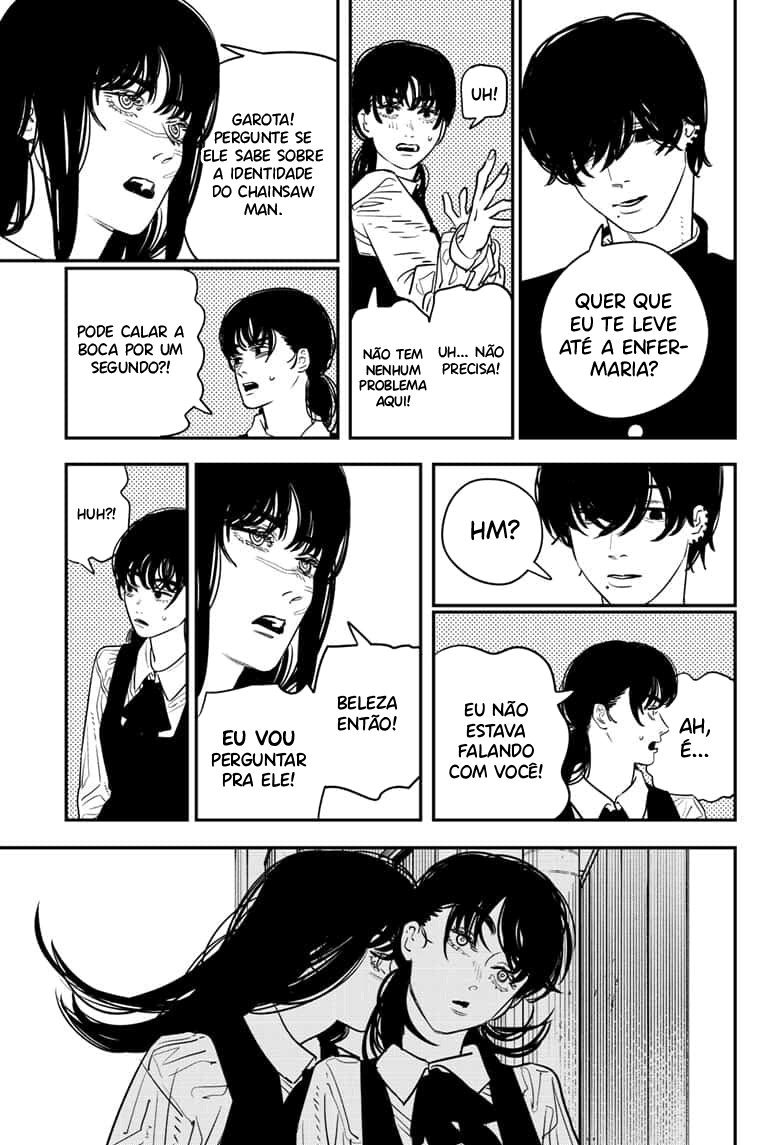 QUER QUE
EU TE LEVE
ATÉ A ENFER-
MARIA?
UH!
UH... NÃO
PRECISA!
NÃO TEM
NENHUM
PROBLEMA
AQUI!
GAROTA!
PERGUNTE SE
ELE SABE SOBRE
A IDENTIDADE
DO CHAINSAW
MAN.
PODE CALAR A
BOCA POR UM
SEGUNDO?!
HM?
AH,
É...
EU NÃO
ESTAVA
FALANDO
COM VOCÊ!
BELEZA
ENTÃO!
EU VOU
PERGUNTAR
PRA ELE!
HUH?!